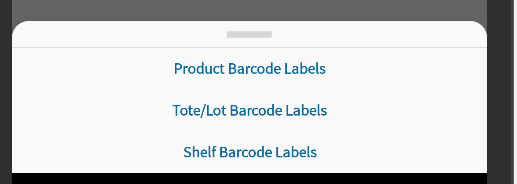 Product Barcode Labels
Tote/Lot Barcode Labels
Shelf Barcode Labels